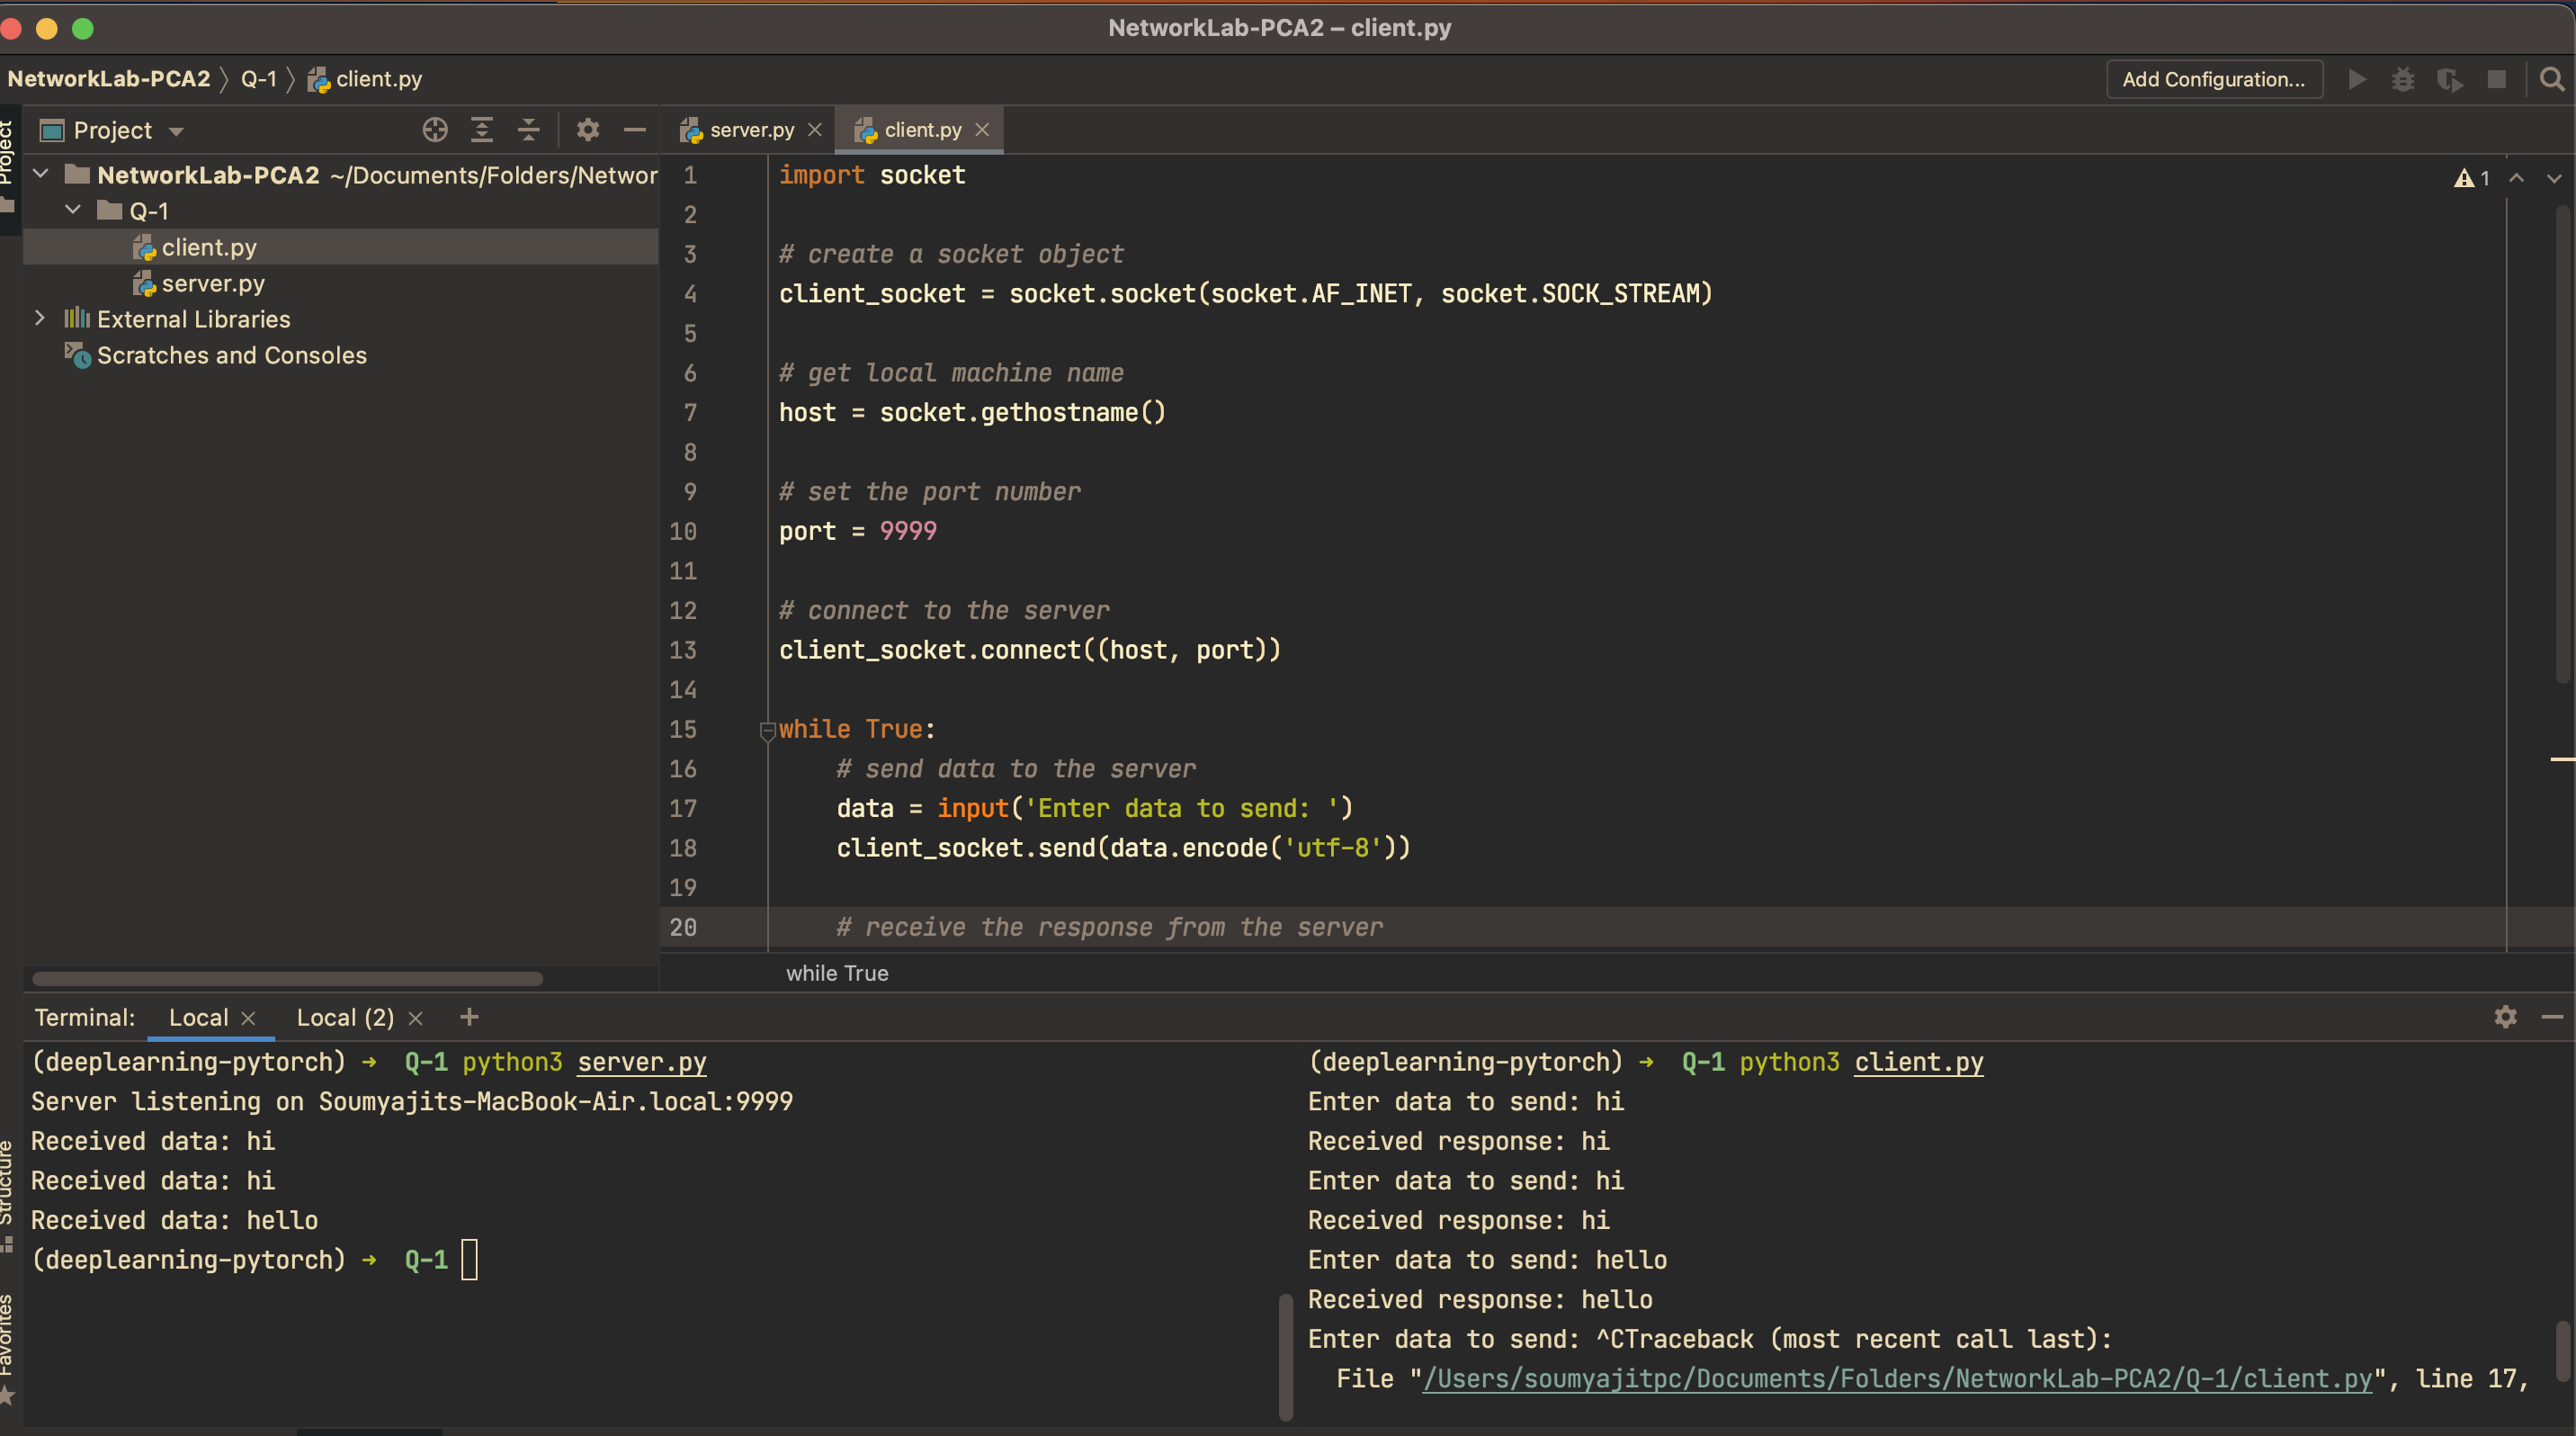 NetworkLab-PCA2 – client.py
NetworkLab-PCA2 〉 Q-1 〉 client.py
Add Configuration...
Project
Project
server.py
client.py
NetworkLab-PCA2 ~/Documents/Folders/Networ
Q-1
client.py
server.py
External Libraries
Scratches and Consoles
1 import socket
2
3 # create a socket object
4 client_socket = socket.socket(socket.AF_INET, socket.SOCK_STREAM)
5
6 # get local machine name
7 host = socket.gethostname()
8
9 # set the port number
10 port = 9999
11
12 # connect to the server
13 client_socket.connect((host, port))
14
15 while True:
16     # send data to the server
17     data = input('Enter data to send: ')
18     client_socket.send(data.encode('utf-8'))
19
20     # receive the response from the server
1
while True
Terminal: Local Local (2) +
(deeplearning-pytorch) → Q-1 python3 server.py
Server listening on Soumyajits-MacBook-Air.local:9999
Received data: hi
Received data: hi
Received data: hello
(deeplearning-pytorch) → Q-1
(deeplearning-pytorch) → Q-1 python3 client.py
Enter data to send: hi
Received response: hi
Enter data to send: hi
Received response: hi
Enter data to send: hello
Received response: hello
Enter data to send: ^CTraceback (most recent call last):
  File "/Users/soumyajitpc/Documents/Folders/NetworkLab-PCA2/Q-1/client.py", line 17,
Structure
Favorites